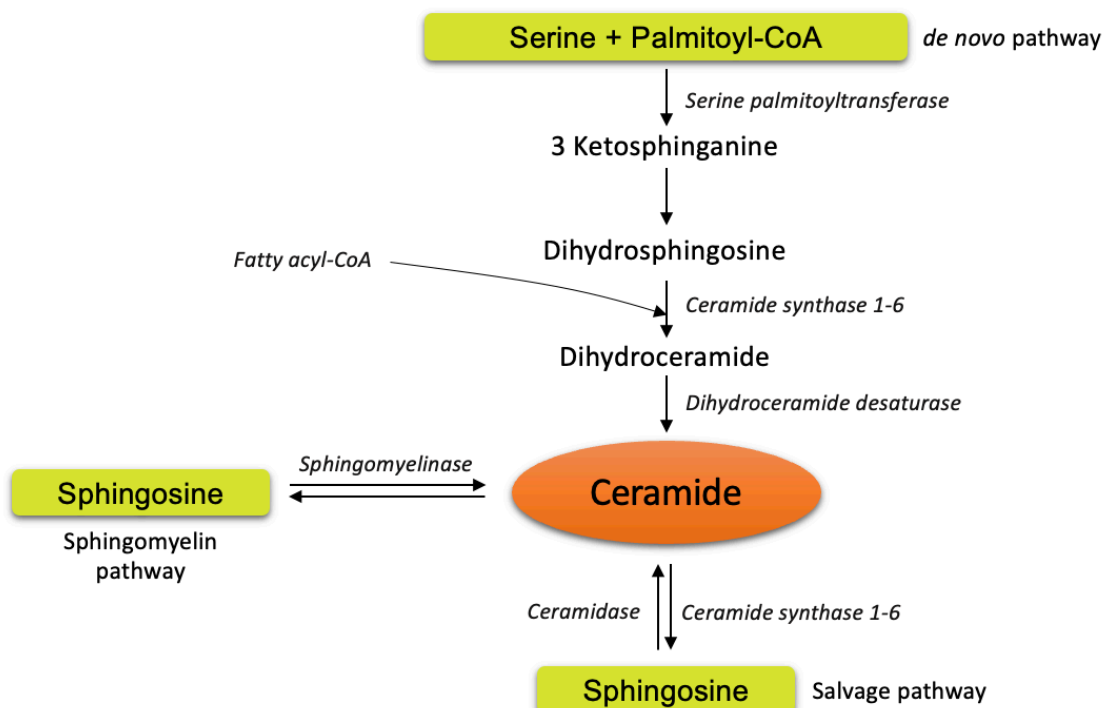 Serine + Palmitoyl-CoA
de novo pathway
Serine palmitoyltransferase
3 Ketosphinganine
Dihydrosphingosine
Fatty acyl-CoA
Ceramide synthase 1-6
Dihydroceramide
Dihydroceramide desaturase
Sphingomyelinase
Sphingosine
Ceramide
Sphingomyelin
pathway
Ceramidase
Ceramide synthase 1-6
Sphingosine
Salvage pathway